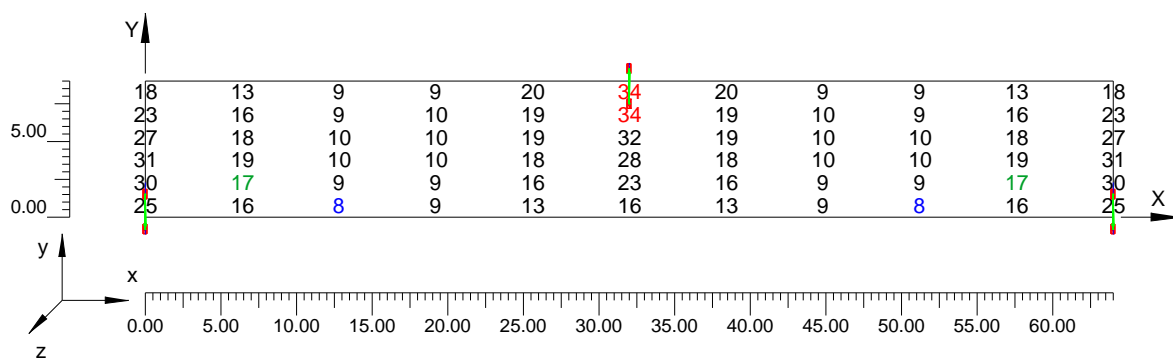 Y
18 13 9 9 20 34 20 9 9 13 18
23 16 9 10 19 34 19 10 9 16 23
5.00
27 18 10 10 19 32 19 10 10 18 27
31 19 10 10 18 28 18 10 10 19 31
30 17 9 9 16 23 16 9 9 17 30
0.00
25 16 8 9 13 16 13 9 8 16 25
X
y
x
0.00 5.00 10.00 15.00 20.00 25.00 30.00 35.00 40.00 45.00 50.00 55.00 60.00
z